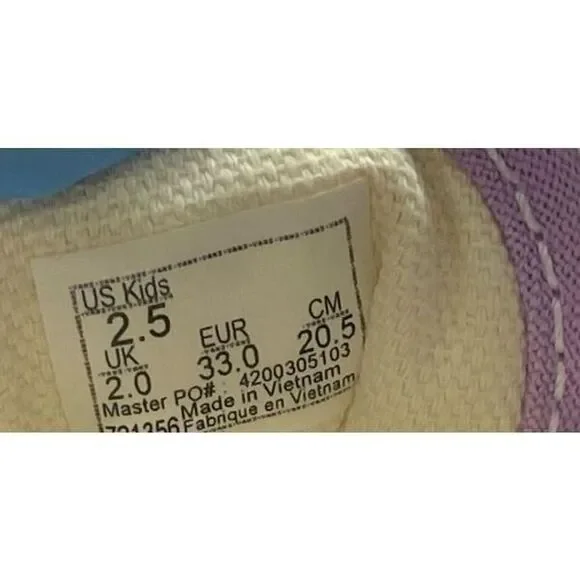 US Kids
2.5
UK EUR CM
2.0 33.0 20.5
Master PO# : 4200305103
Made in Vietnam
721356 Fabrique en Vietnam